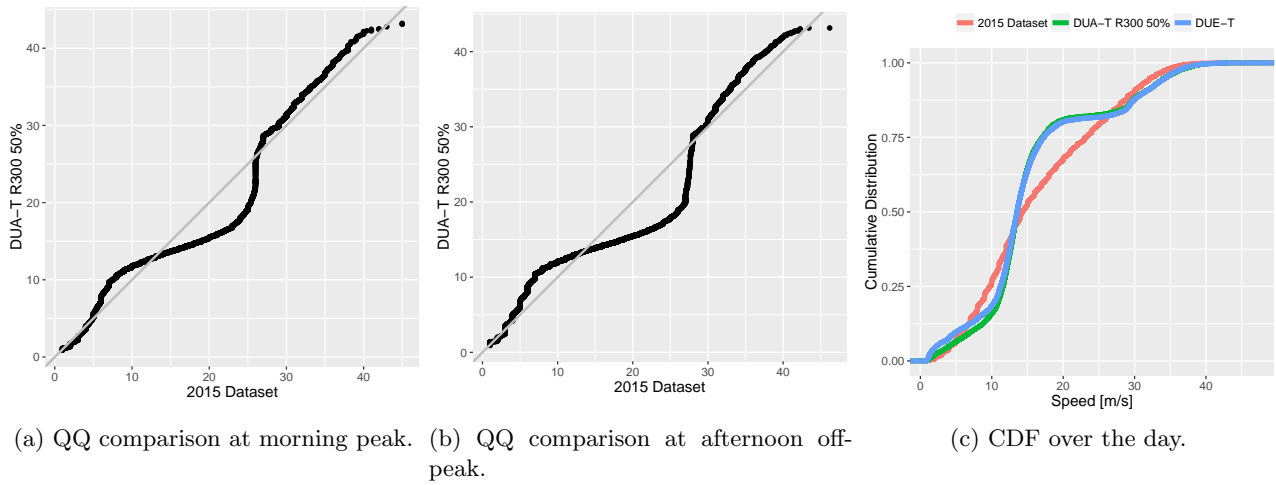 40
30
20
10
0
DUA-T R300 50%
0
10
20
30
40
2015 Dataset
(a) QQ comparison at morning peak.
40
30
20
10
0
DUA-T R300 50%
0
10
20
30
40
2015 Dataset
(b) QQ comparison at afternoon off-
peak.
2015 Dataset DUA-T R300 50% DUE-T
1.00
0.75
0.50
0.25
0.00
Cumulative Distribution
0
10
20
30
40
Speed [m/s]
(c) CDF over the day.